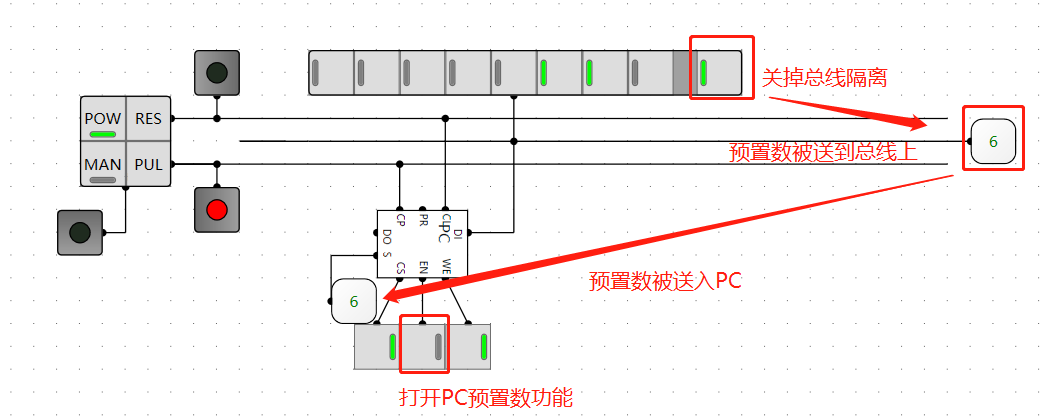 关掉总线隔离
POW RES
MAN PUL
6
预置数被送到总线上
CP PR CL PC DI
DO
S
CS EN WE
预置数被送入PC
6
打开PC预置数功能